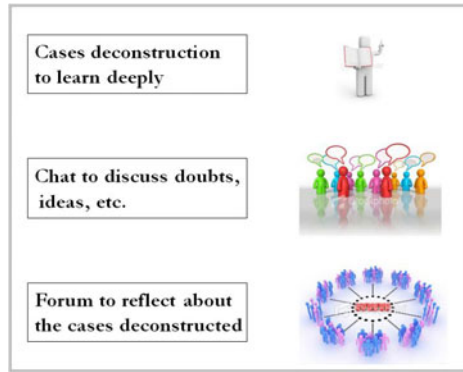 Cases deconstruction
to learn deeply
Chat to discuss doubts,
ideas, etc.
Forum to reflect about
the cases deconstructed